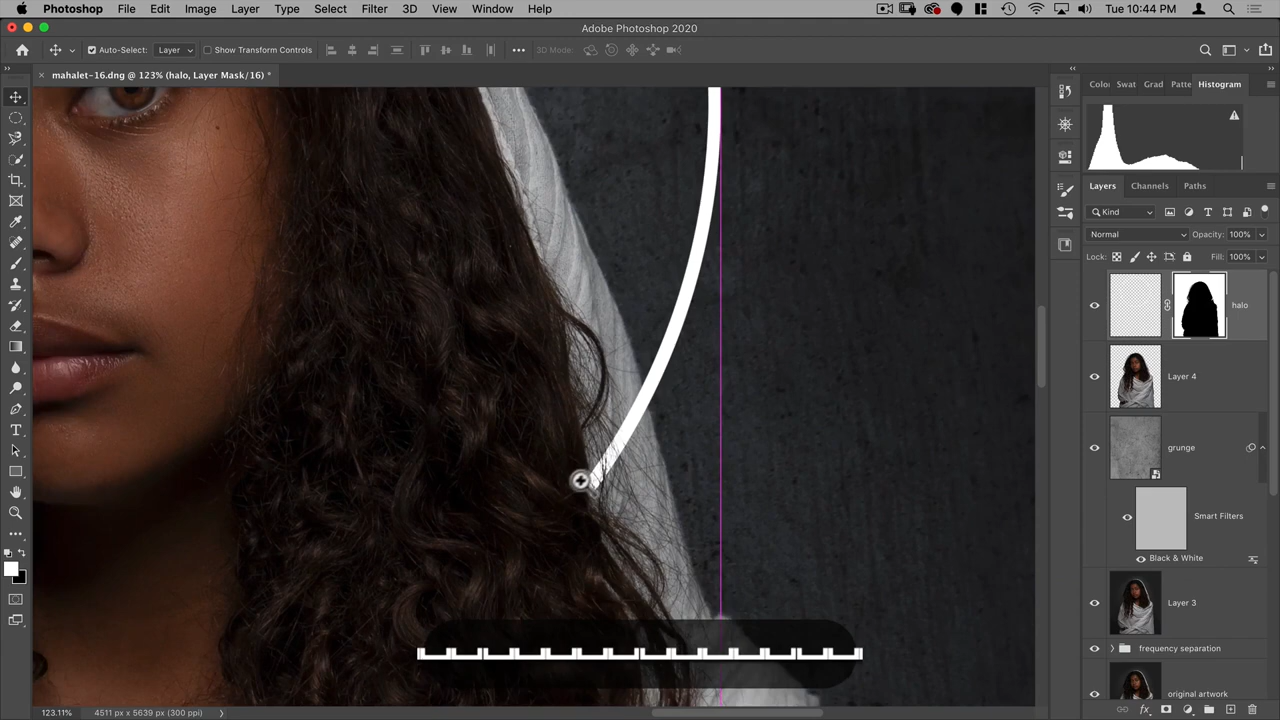 Photoshop File Edit Image Layer Type Select Filter 3D View Window Help Tue 10:44 PM
Adobe Photoshop 2020
Auto-Select: Layer Show Transform Controls 3D Mode:
mahalet-16.dng @ 123% (halo, Layer Mask/16) *
Color Swat Grad Patte Histogram
Layers Channels Paths
Kind
Normal Opacity: 100%
Lock: Fill: 100%
halo
Layer 4
grunge
Smart Filters
Black & White
Layer 3
frequency separation
original artwork
123.11% 4511 px x 5639 px (300 ppi)